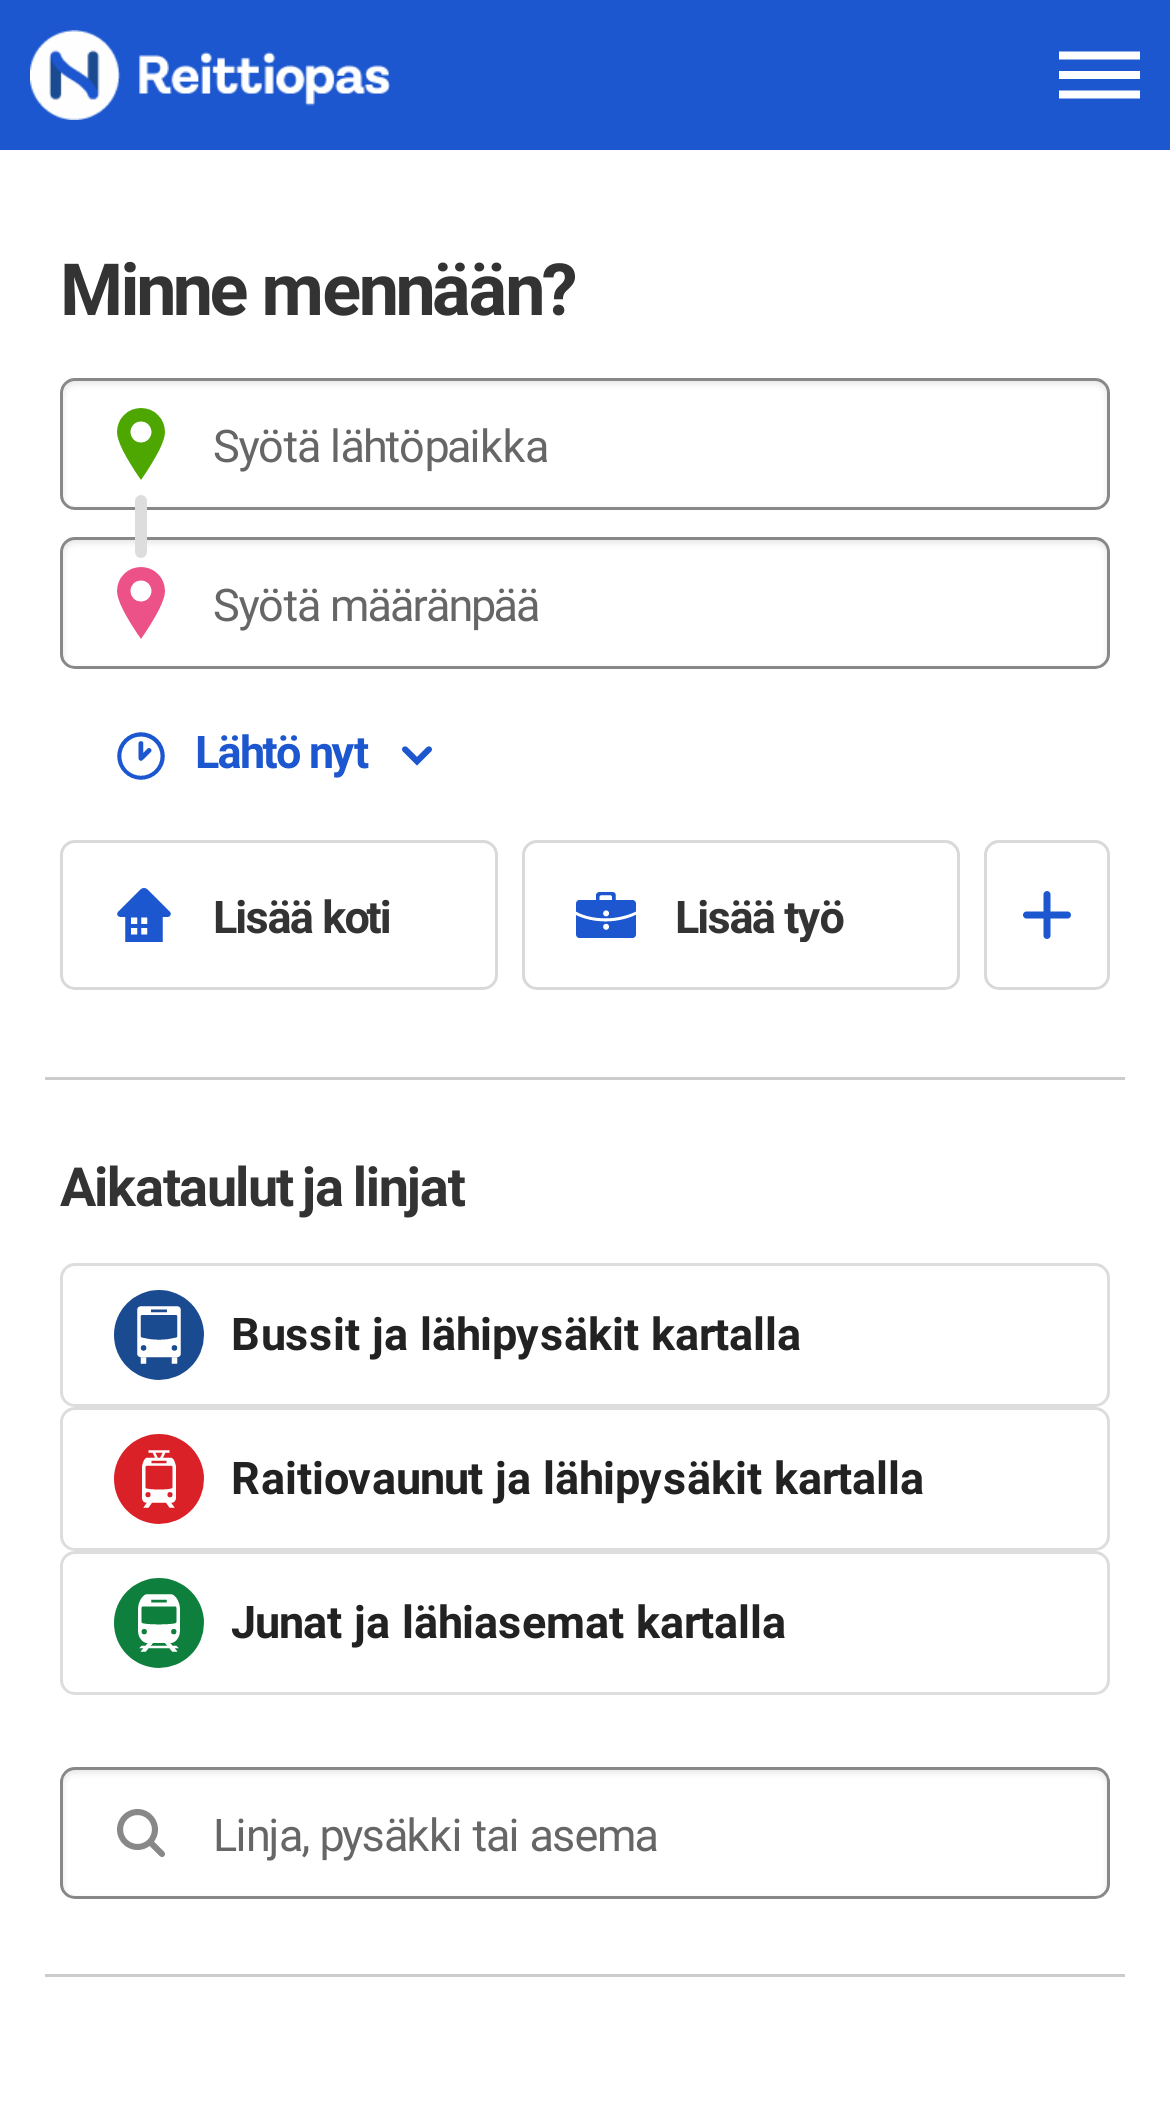 Reittiopas
Minne mennään?
Syötä lähtöpaikka
Syötä määränpää
Lähtö nyt
Lisää koti
Lisää työ
Aikataulut ja linjat
Bussit ja lähipysäkit kartalla
Raitiovaunut ja lähipysäkit kartalla
Junat ja lähiasemat kartalla
Linja, pysäkki tai asema